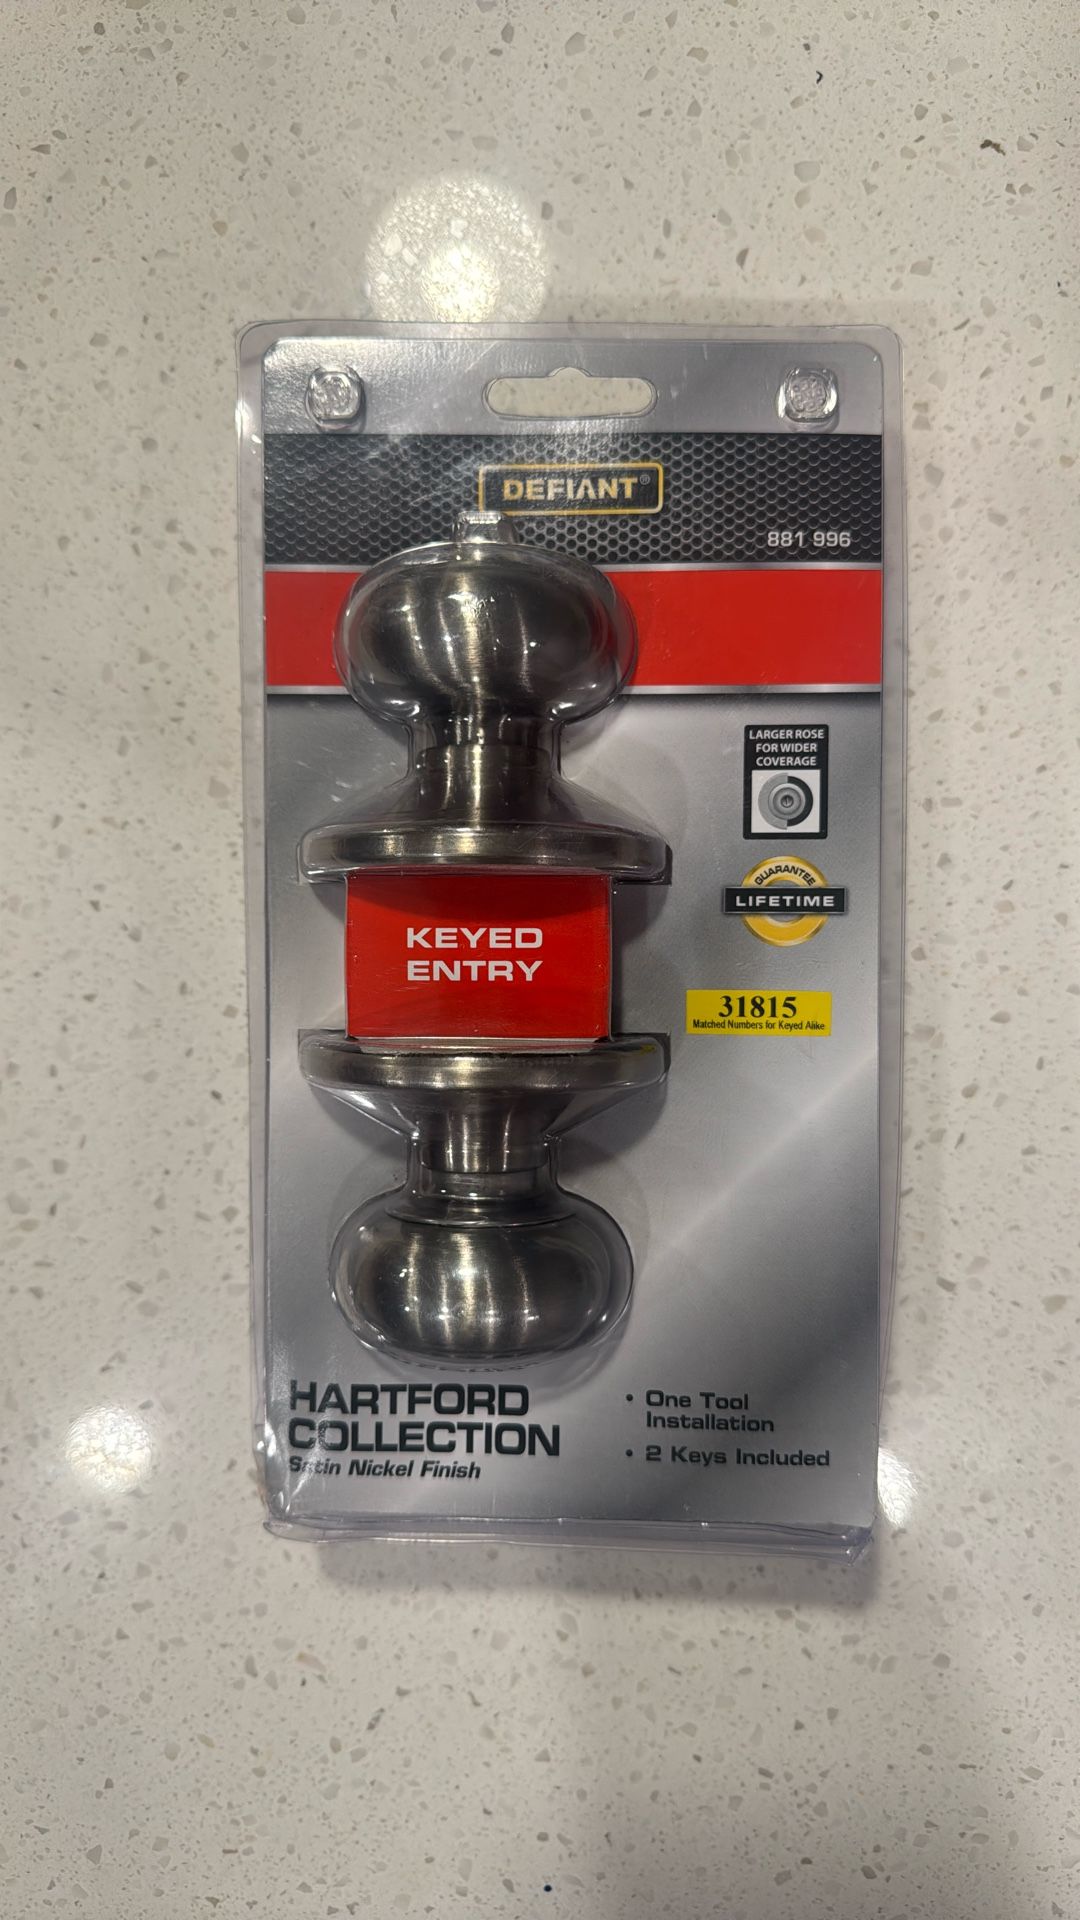 DEFIANT®
881 996
LARGER ROSE
FOR WIDER
COVERAGE
GUARANTEE
LIFETIME
KEYED
ENTRY
31815
Matched Numbers for Keyed Alike
HARTFORD
COLLECTION
Satin Nickel Finish
• One Tool
Installation
• 2 Keys Included